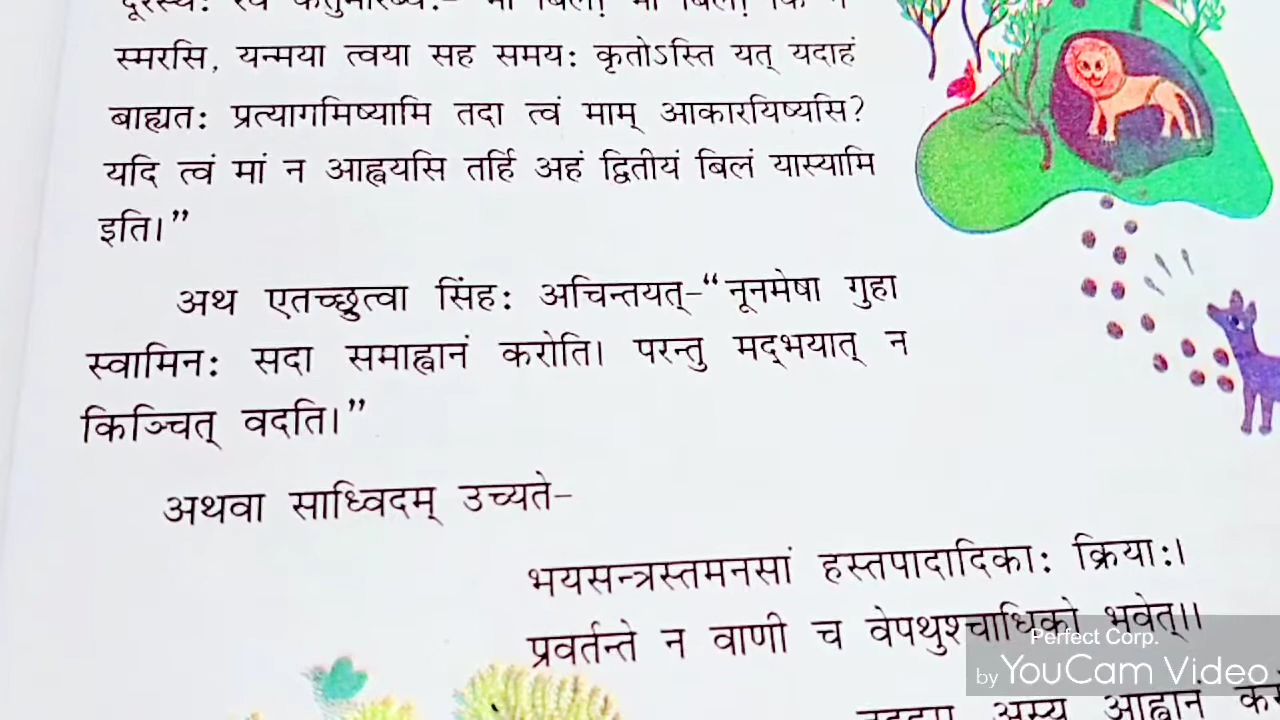 स्मरसि, यन्मया त्वया सह समयः कृतोऽस्ति यत् यदाहं
बाह्यतः प्रत्यागमिष्यामि तदा त्वं माम् आकारयिष्यसि?
यदि त्वं मां न आह्वयसि तर्हि अहं द्वितीयं बिलं यास्यामि
इति।”
अथ एतच्छ्रुत्वा सिंहः अचिन्तयत्–“नूनमेषा गुहा
स्वामिनः सदा समाह्वानं करोति। परन्तु मद्भयात् न
किञ्चित् वदति।”
अथवा साध्विदम् उच्यते–
भयसन्त्रस्तमनसां हस्तपादादिकाः क्रियाः।
प्रवर्तन्ते न वाणी च वेपथुश्चाधिको भवेत्।।
Perfect Corp.
by YouCam Video
अस्य आह्वानं